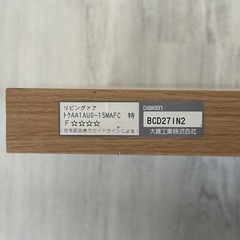 リビングドア
トクAA1AU0-15MAFC 特
F☆☆☆☆
住宅部品表示ガイドラインによる
DAIKEN
BCD271N2
大建工業株式会社